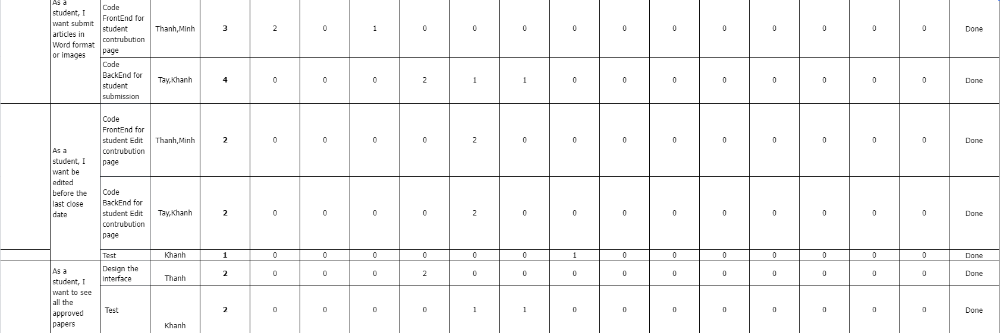 As a
student, I
want submit
articles in
Word format
or images
Code
FrontEnd for
student
contrubution
page
Thanh,Minh
3 2 0 1 0 0 0 0 0 0 0 0 0 0 0 Done
Code
BackEnd for
student
submission
Tay,Khanh
4 0 0 0 2 1 1 0 0 0 0 0 0 0 0 Done
As a
student, I
want be
edited
before the
last close
date
Code
FrontEnd for
student Edit
contrubution
page
Thanh,Minh
2 0 0 0 0 2 0 0 0 0 0 0 0 0 0 Done
Code
BackEnd for
student Edit
contrubution
page
Tay,Khanh
2 0 0 0 0 2 0 0 0 0 0 0 0 0 0 Done
Test Khanh 1 0 0 0 0 0 0 1 0 0 0 0 0 0 0 Done
As a
student, I
want to see
all the
approved
papers
Design the
interface
Thanh
2 0 0 0 2 0 0 0 0 0 0 0 0 0 0 Done
Test
Khanh
2 0 0 0 0 1 1 0 0 0 0 0 0 0 0 Done